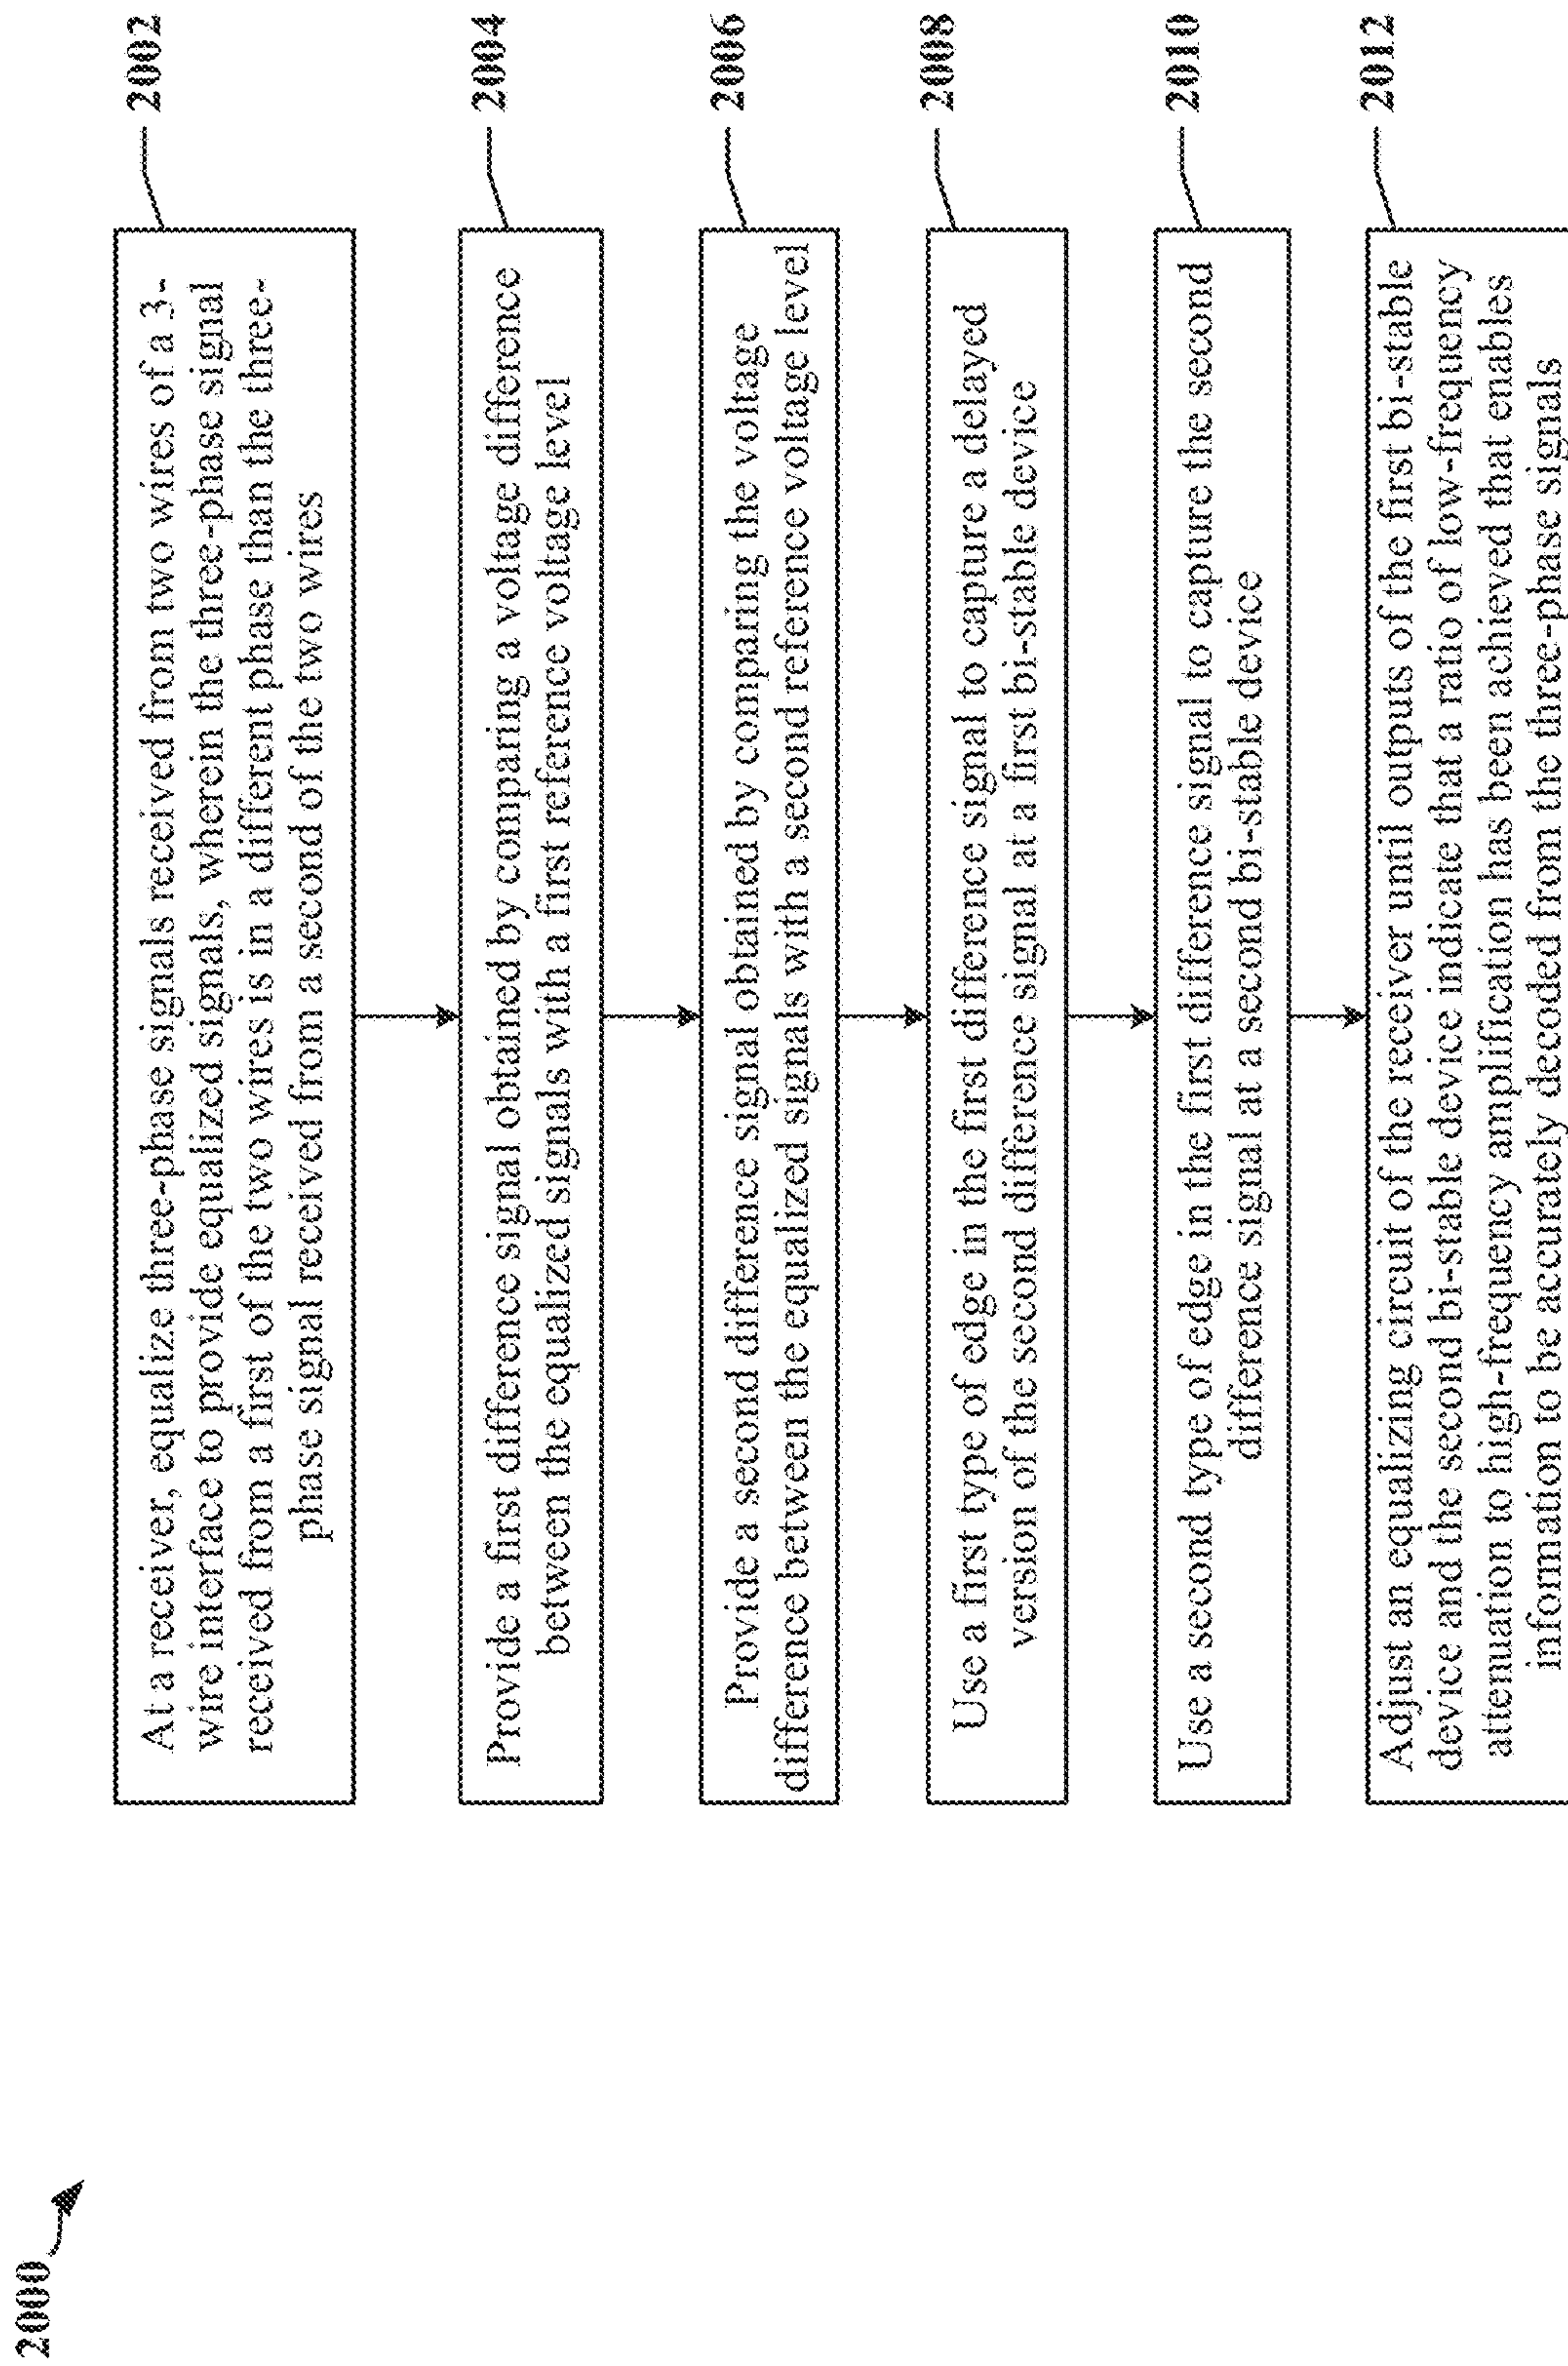 2000
At a receiver, equalize three-phase signals received from two wires of a 3-
wire interface to provide equalized signals, wherein the three-phase signal
received from a first of the two wires is in a different phase than the three-
phase signal received from a second of the two wires
2002
Provide a first difference signal obtained by comparing a voltage difference
between the equalized signals with a first reference voltage level
2004
Provide a second difference signal obtained by comparing the voltage
difference between the equalized signals with a second reference voltage level
2006
Use a first type of edge in the first difference signal to capture a delayed
version of the second difference signal at a first bi-stable device
2008
Use a second type of edge in the first difference signal to capture the second
difference signal at a second bi-stable device
2010
Adjust an equalizing circuit of the receiver until outputs of the first bi-stable
device and the second bi-stable device indicate that a ratio of low-frequency
attenuation to high-frequency amplification has been achieved that enables
information to be accurately decoded from the three-phase signals
2012